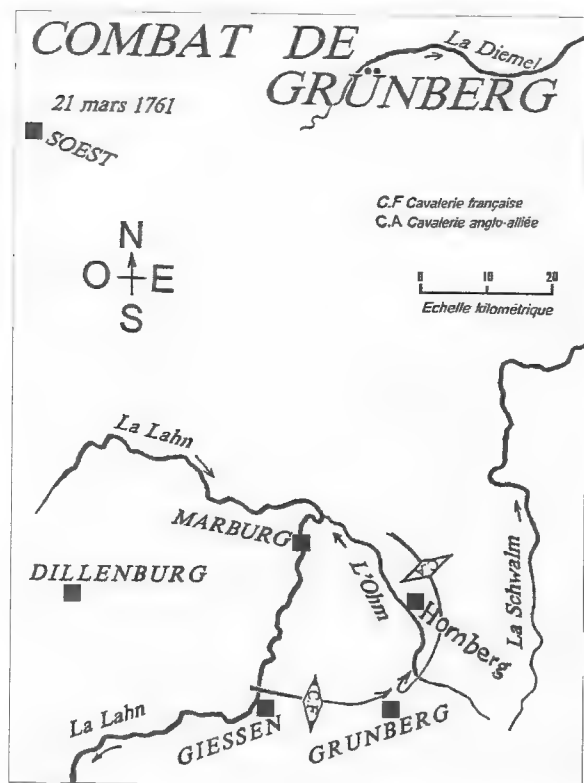 COMBAT DE
GRÜNBERG
La Diemel
21 mars 1761
SOEST
C.F Cavalerie française
C.A Cavalerie anglo-alliée
N
O E
S
0 10 20
Echelle kilométrique
La Lahn
MARBURG
DILLENBURG
L'Ohm
Homberg
La Schwalm
C.F
La Lahn
GIESSEN
GRUNBERG